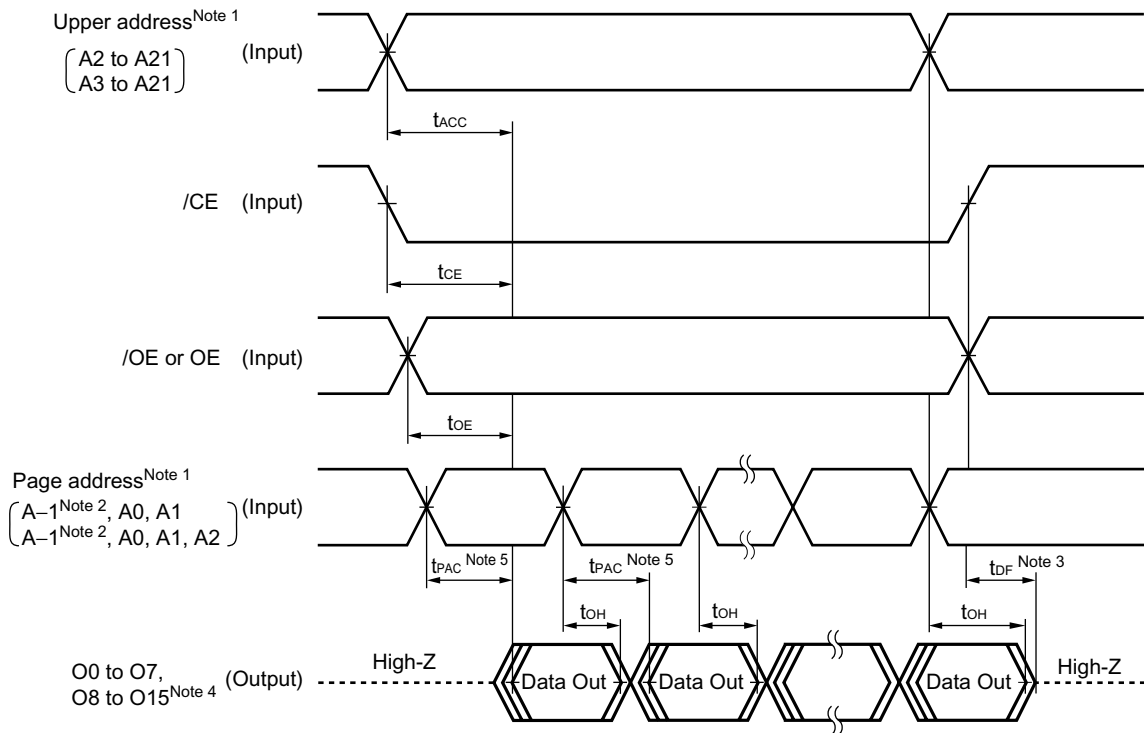 Upper address Note 1
(Input)
A2 to A21
A3 to A21
tACC
/CE (Input)
tCE
/OE or OE (Input)
tOE
Page address Note 1
(Input)
A–1 Note 2, A0, A1
A–1 Note 2, A0, A1, A2
tPAC Note 5
tPAC Note 5
tDF Note 3
tOH
tOH
tOH
O0 to O7,
O8 to O15 Note 4
(Output)
High-Z
Data Out
Data Out
Data Out
High-Z